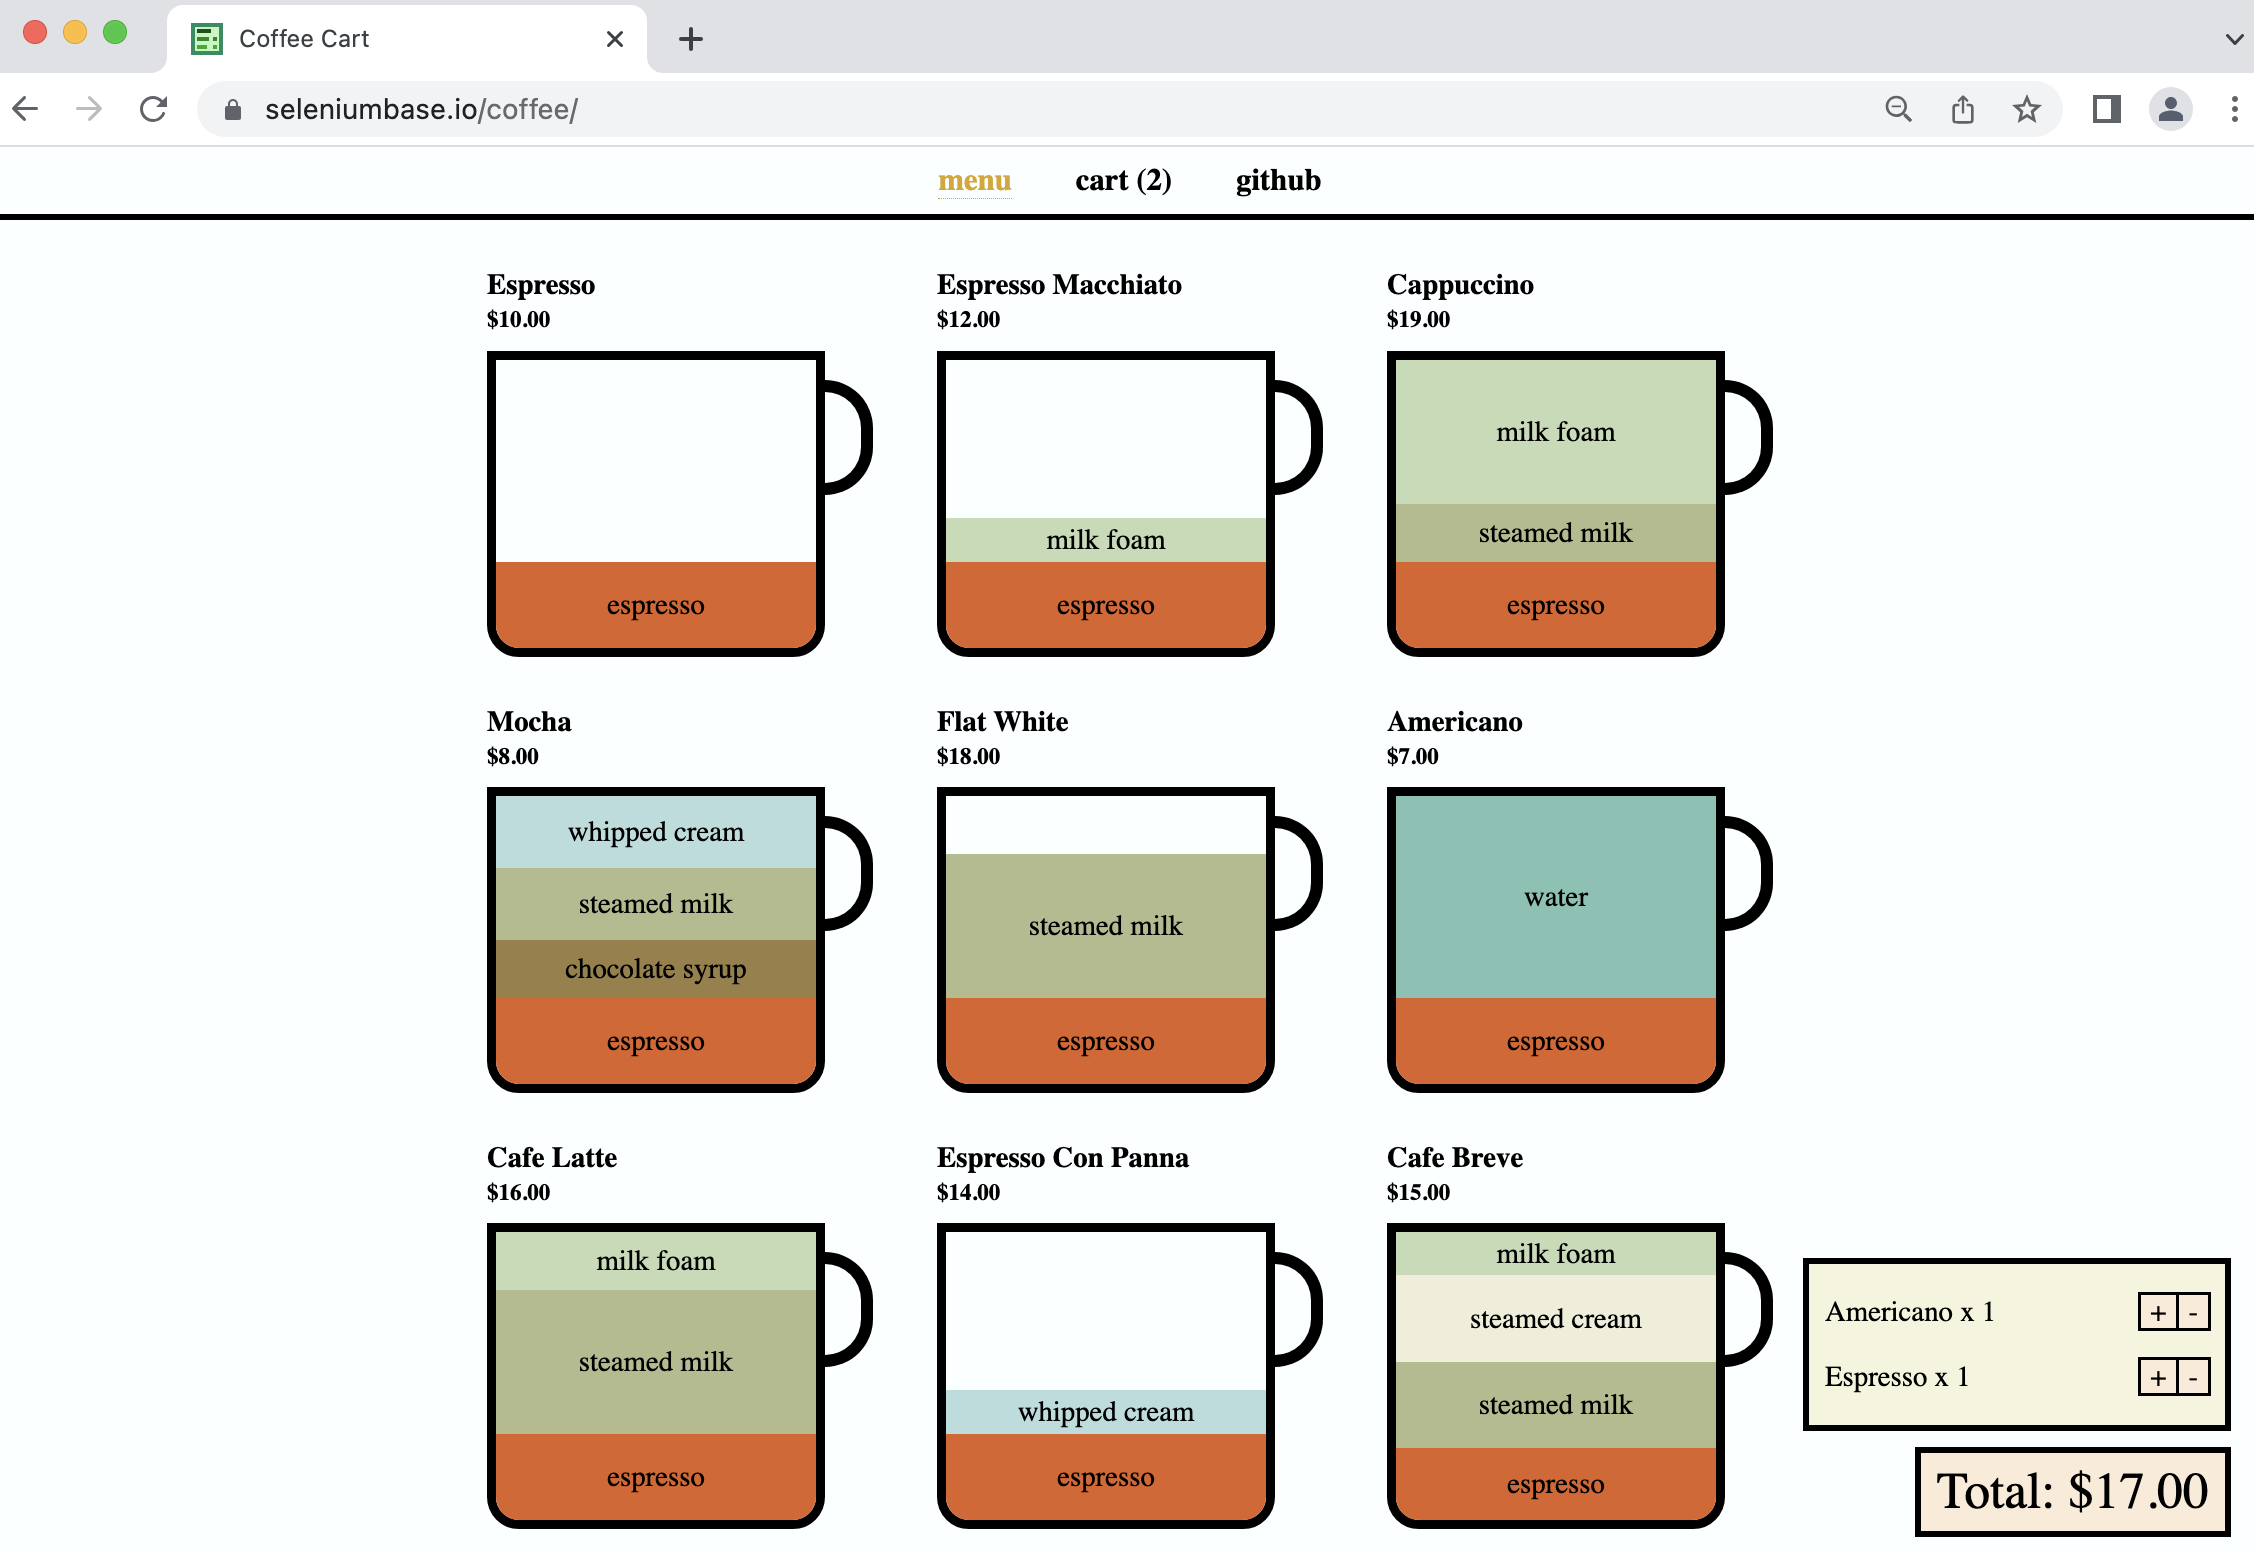 Coffee Cart
seleniumbase.io/coffee/
menu cart (2) github
Espresso
$10.00
espresso
Espresso Macchiato
$12.00
milk foam
espresso
Cappuccino
$19.00
milk foam
steamed milk
espresso
Mocha
$8.00
whipped cream
steamed milk
chocolate syrup
espresso
Flat White
$18.00
steamed milk
espresso
Americano
$7.00
water
espresso
Cafe Latte
$16.00
milk foam
steamed milk
espresso
Espresso Con Panna
$14.00
whipped cream
espresso
Cafe Breve
$15.00
milk foam
steamed cream
steamed milk
espresso
Americano x 1 + -
Espresso x 1 + -
Total: $17.00